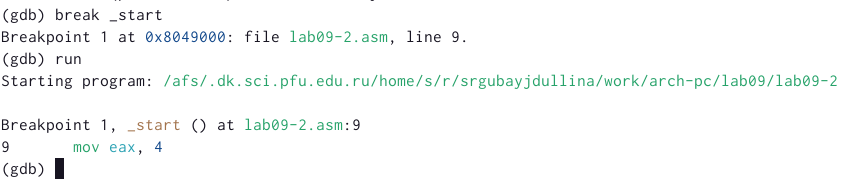 (gdb) break _start
Breakpoint 1 at 0x8049000: file lab09-2.asm, line 9.
(gdb) run
Starting program: /afs/.dk.sci.pfu.edu.ru/home/s/r/srgubayjdullina/work/arch-pc/lab09/lab09-2
Breakpoint 1, _start () at lab09-2.asm:9
9       mov eax, 4
(gdb)